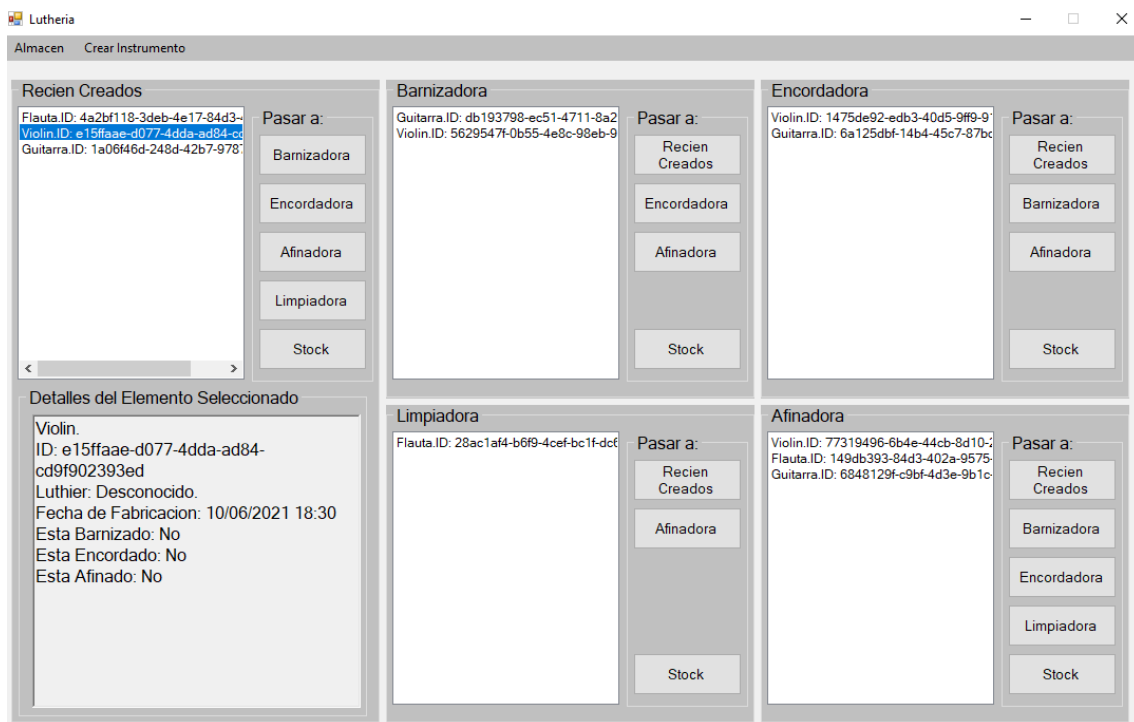 Lutheria
Almacen Crear Instrumento
Recien Creados
Flauta.ID: 4a2bf118-3deb-4e17-84d3-
Violin.ID: e15ffaae-d077-4dda-ad84-cd
Guitarra.ID: 1a06f46d-248d-42b7-978
Pasar a:
Barnizadora
Encordadora
Afinadora
Limpiadora
Stock
Detalles del Elemento Seleccionado
Violin.
ID: e15ffaae-d077-4dda-ad84-
cd9f902393ed
Luthier: Desconocido.
Fecha de Fabricacion: 10/06/2021 18:30
Esta Barnizado: No
Esta Encordado: No
Esta Afinado: No
Barnizadora
Guitarra.ID: db193798-ec51-4711-8a2
Violin.ID: 5629547f-0b55-4e8c-98eb-9
Pasar a:
Recien
Creados
Encordadora
Afinadora
Stock
Encordadora
Violin.ID: 1475de92-edb3-40d5-9ff9-9
Guitarra.ID: 6a125dbf-14b4-45c7-87bc
Pasar a:
Recien
Creados
Barnizadora
Afinadora
Stock
Limpiadora
Flauta.ID: 28ac1af4-b6f9-4cef-bc1f-dc6
Pasar a:
Recien
Creados
Afinadora
Stock
Afinadora
Violin.ID: 77319496-6b4e-44cb-8d10-2
Flauta.ID: 149db393-84d3-402a-9575-
Guitarra.ID: 6848129f-c9bf-4d3e-9b1c-
Pasar a:
Recien
Creados
Barnizadora
Encordadora
Limpiadora
Stock